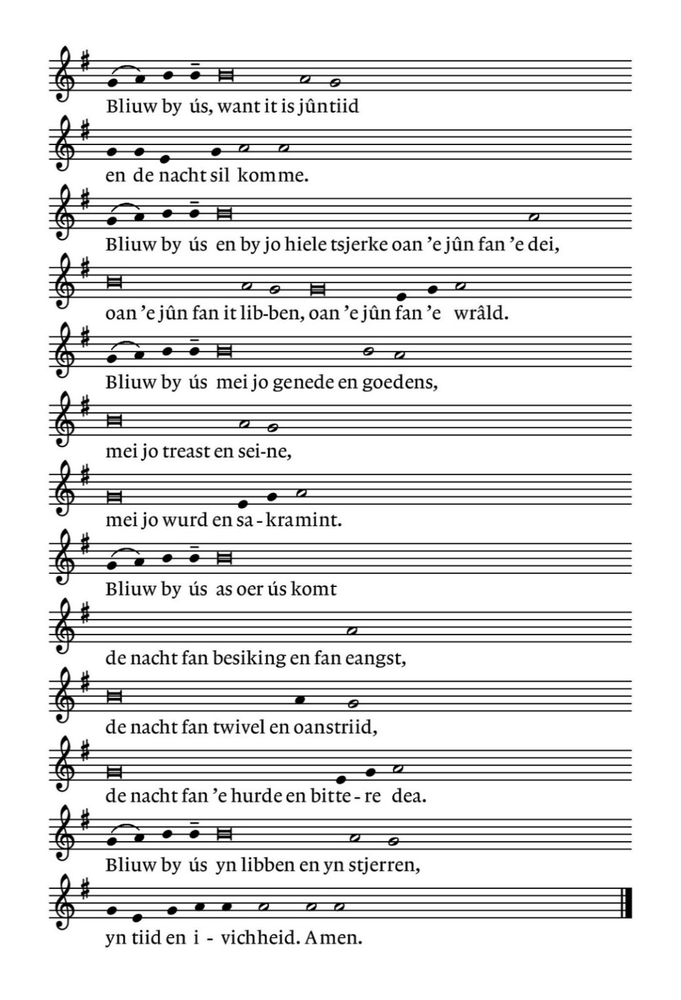 Bliuw by ús, want it is jûntiid
en de nacht sil komme.
Bliuw by ús en by jo hiele tsjerke oan ’e jûn fan ’e dei,
oan ’e jûn fan it lib-ben, oan ’e jûn fan ’e wrâld.
Bliuw by ús mei jo genede en goedens,
mei jo treast en sei-ne,
mei jo wurd en sa-kramint.
Bliuw by ús as oer ús komt
de nacht fan besiking en fan eangst,
de nacht fan twivel en oanstriid,
de nacht fan ’e hurde en bitte-re dea.
Bliuw by ús yn libben en yn stjerren,
yn tiid en i-vichheid. Amen.